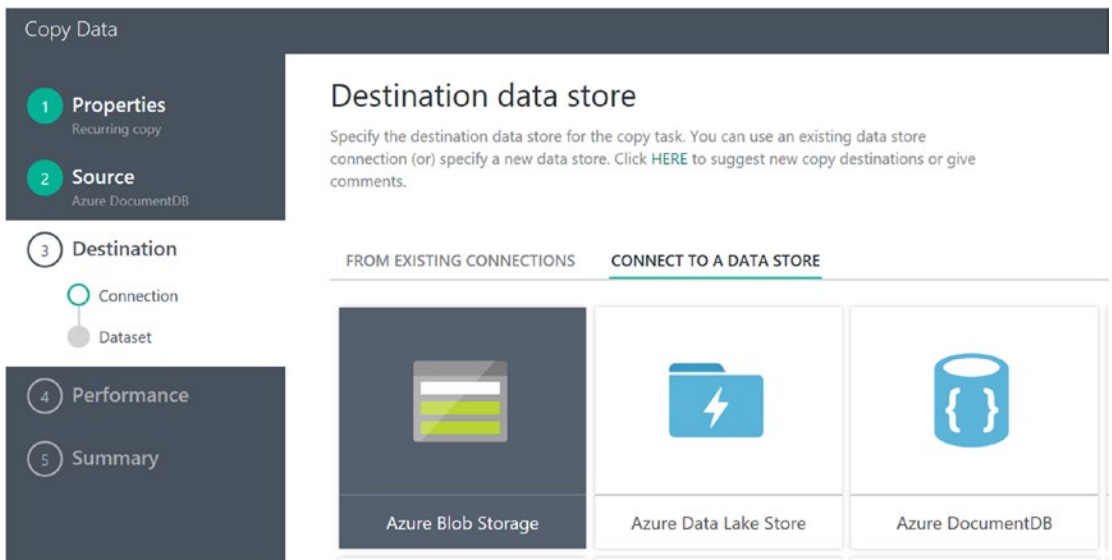 Copy Data
1 Properties
Recurring copy
2 Source
Azure DocumentDB
3 Destination
Connection
Dataset
4 Performance
5 Summary
Destination data store
Specify the destination data store for the copy task. You can use an existing data store
connection (or) specify a new data store. Click HERE to suggest new copy destinations or give
comments.
FROM EXISTING CONNECTIONS CONNECT TO A DATA STORE
Azure Blob Storage Azure Data Lake Store Azure DocumentDB